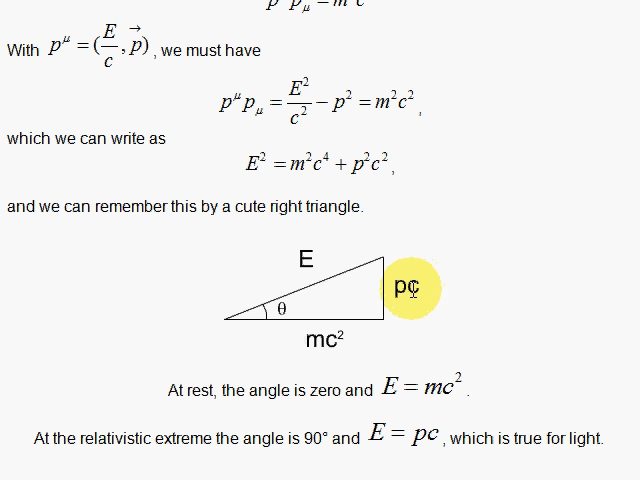 With p^μ = (E/c, p⃗), we must have
p^μ p_μ = E²/c² − p² = m²c²,
which we can write as
E² = m²c⁴ + p²c²,
and we can remember this by a cute right triangle.
E
pc
θ
mc²
At rest, the angle is zero and E = mc².
At the relativistic extreme the angle is 90° and E = pc, which is true for light.